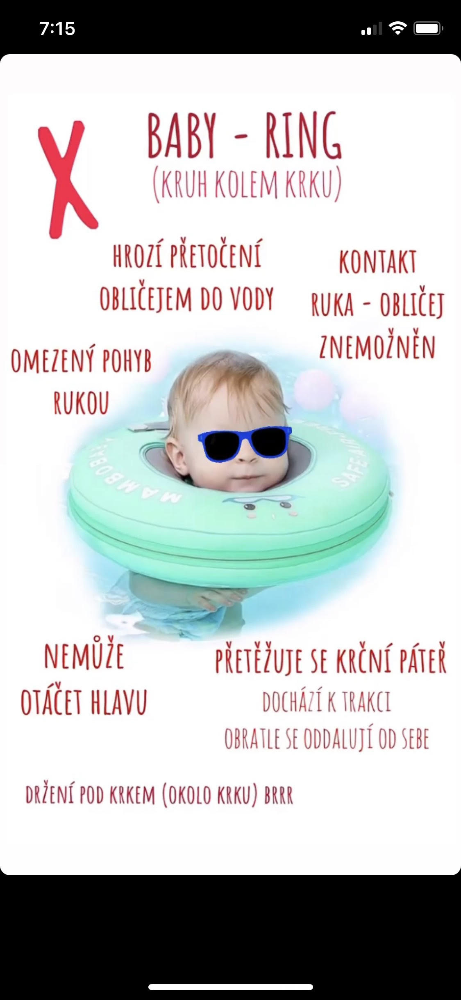 7:15
X
BABY - RING
(KRUH KOLEM KRKU)
HROZÍ PŘETOČENÍ
OBLIČEJEM DO VODY
KONTAKT
RUKA - OBLIČEJ
ZNEMOŽNĚN
OMEZENÝ POHYB
RUKOU
MAMBOBABY
SAFE-AIR-FREE
NEMŮŽE
OTÁČET HLAVU
PŘETĚŽUJE SE KRČNÍ PÁTEŘ
DOCHÁZÍ K TRAKCI
OBRATLE SE ODDALUJÍ OD SEBE
DRŽENÍ POD KRKEM (OKOLO KRKU) BRRR